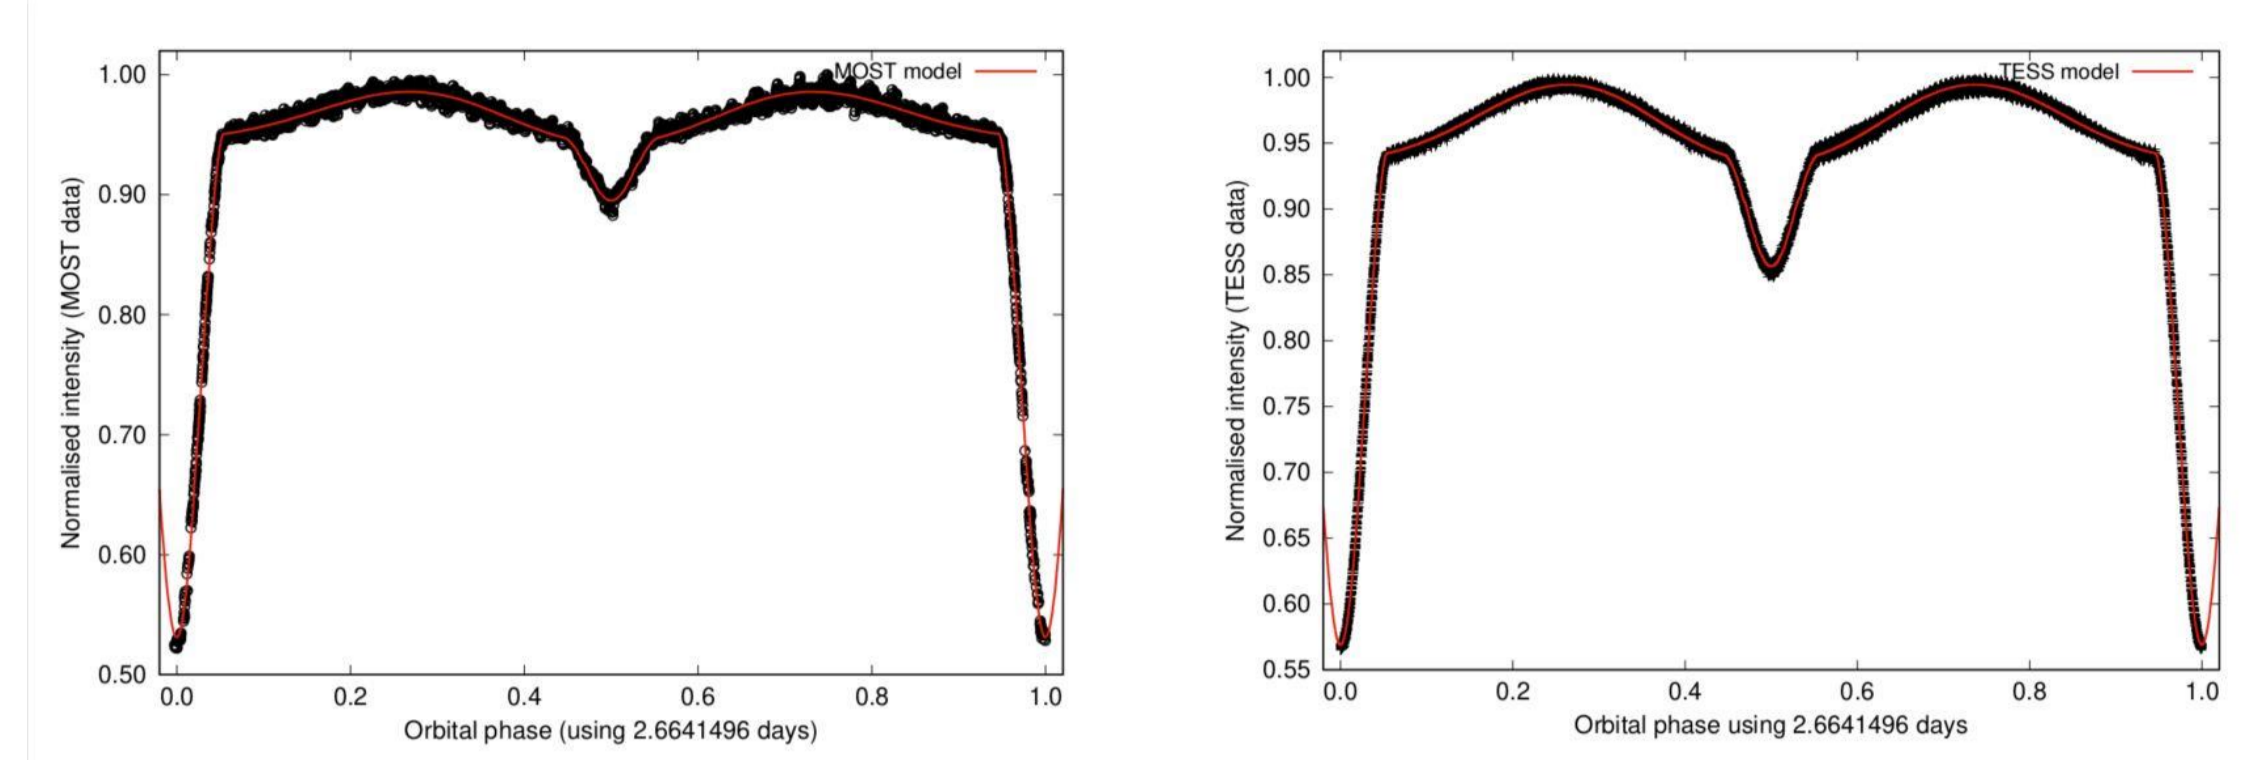 MOST model
1.00
0.90
0.80
0.70
0.60
0.50
Normalised intensity (MOST data)
0.0 0.2 0.4 0.6 0.8 1.0
Orbital phase (using 2.6641496 days)
TESS model
1.00
0.95
0.90
0.85
0.80
0.75
0.70
0.65
0.60
0.55
Normalised intensity (TESS data)
0.0 0.2 0.4 0.6 0.8 1.0
Orbital phase using 2.6641496 days